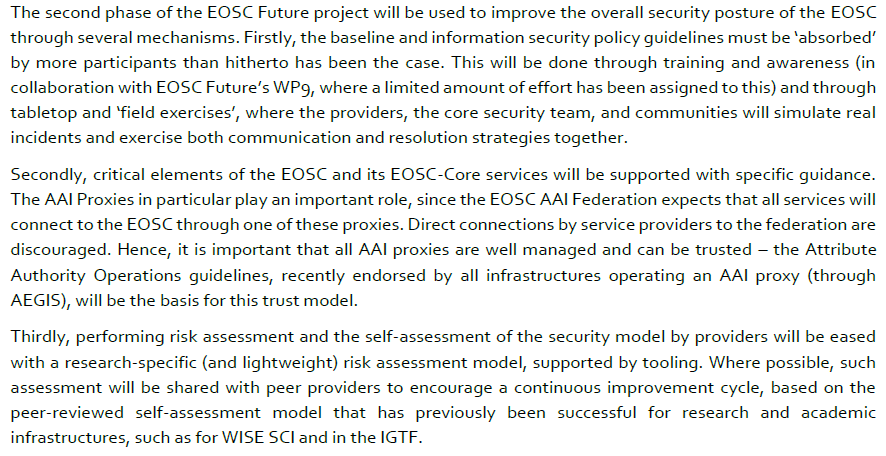 The second phase of the EOSC Future project will be used to improve the overall security posture of the EOSC
through several mechanisms. Firstly, the baseline and information security policy guidelines must be ‘absorbed’
by more participants than hitherto has been the case. This will be done through training and awareness (in
collaboration with EOSC Future’s WP9, where a limited amount of effort has been assigned to this) and through
tabletop and ‘field exercises’, where the providers, the core security team, and communities will simulate real
incidents and exercise both communication and resolution strategies together.
Secondly, critical elements of the EOSC and its EOSC-Core services will be supported with specific guidance.
The AAI Proxies in particular play an important role, since the EOSC AAI Federation expects that all services will
connect to the EOSC through one of these proxies. Direct connections by service providers to the federation are
discouraged. Hence, it is important that all AAI proxies are well managed and can be trusted – the Attribute
Authority Operations guidelines, recently endorsed by all infrastructures operating an AAI proxy (through
AEGIS), will be the basis for this trust model.
Thirdly, performing risk assessment and the self-assessment of the security model by providers will be eased
with a research-specific (and lightweight) risk assessment model, supported by tooling. Where possible, such
assessment will be shared with peer providers to encourage a continuous improvement cycle, based on the
peer-reviewed self-assessment model that has previously been successful for research and academic
infrastructures, such as for WISE SCI and in the IGTF.